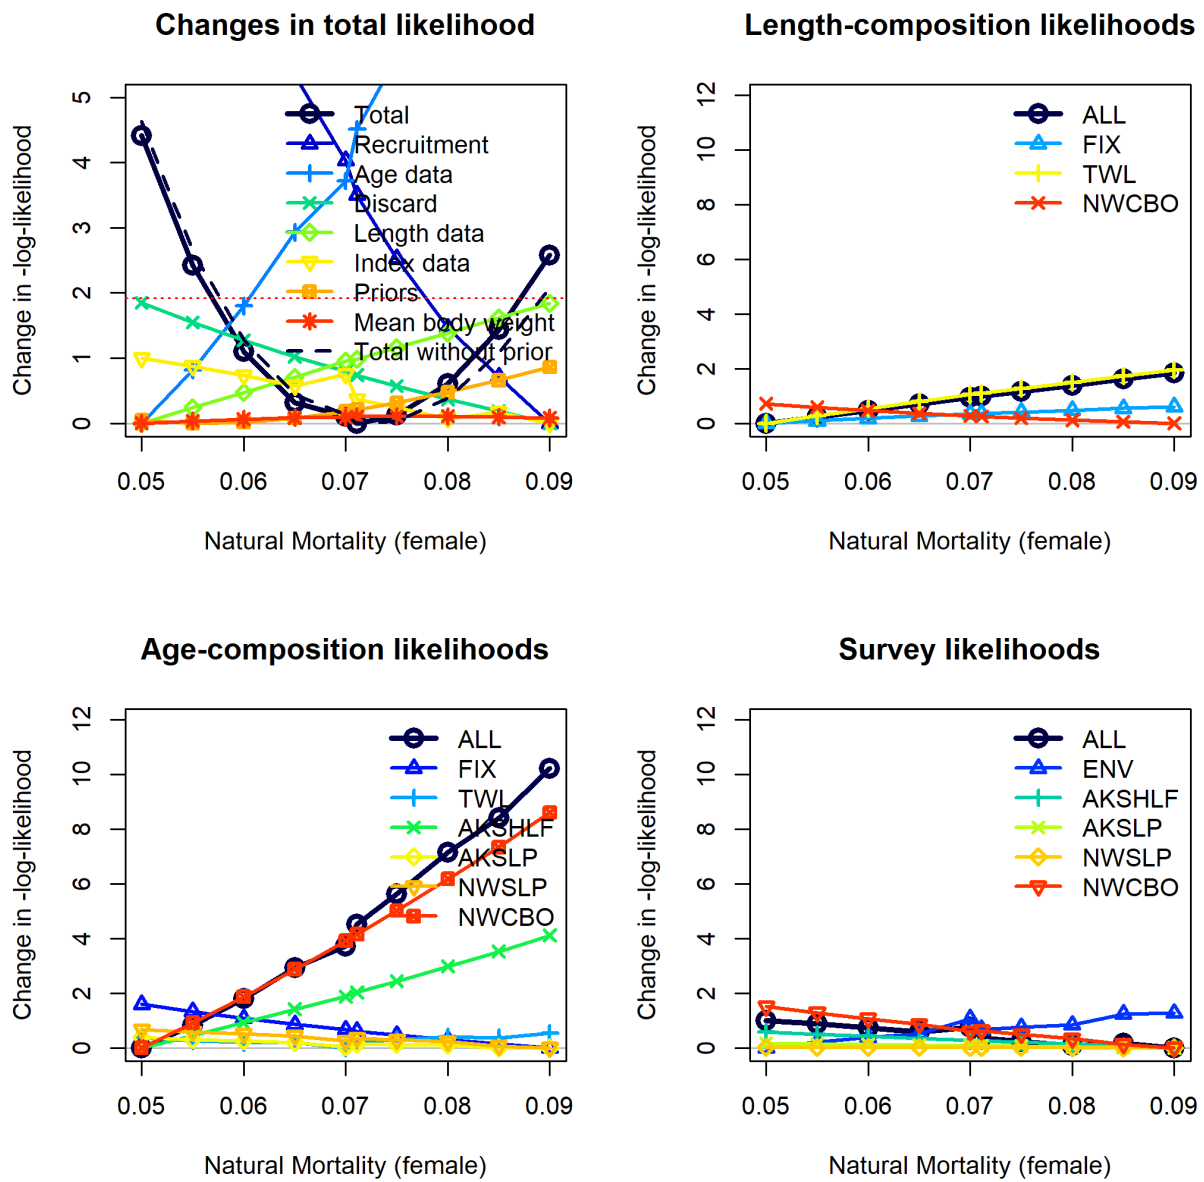 Changes in total likelihood
Change in -log-likelihood
5
4
3
2
1
0
Total
Recruitment
Age data
Discard
Length data
Index data
Priors
Mean body weight
Total without prior
0.05 0.06 0.07 0.08 0.09
Natural Mortality (female)
Length-composition likelihoods
Change in -log-likelihood
12
10
8
6
4
2
0
ALL
FIX
TWL
NWCBO
0.05 0.06 0.07 0.08 0.09
Natural Mortality (female)
Age-composition likelihoods
Change in -log-likelihood
12
10
8
6
4
2
0
ALL
FIX
TWL
AKSHLF
AKSLP
NWSLP
NWCBO
0.05 0.06 0.07 0.08 0.09
Natural Mortality (female)
Survey likelihoods
Change in -log-likelihood
12
10
8
6
4
2
0
ALL
ENV
AKSHLF
AKSLP
NWSLP
NWCBO
0.05 0.06 0.07 0.08 0.09
Natural Mortality (female)